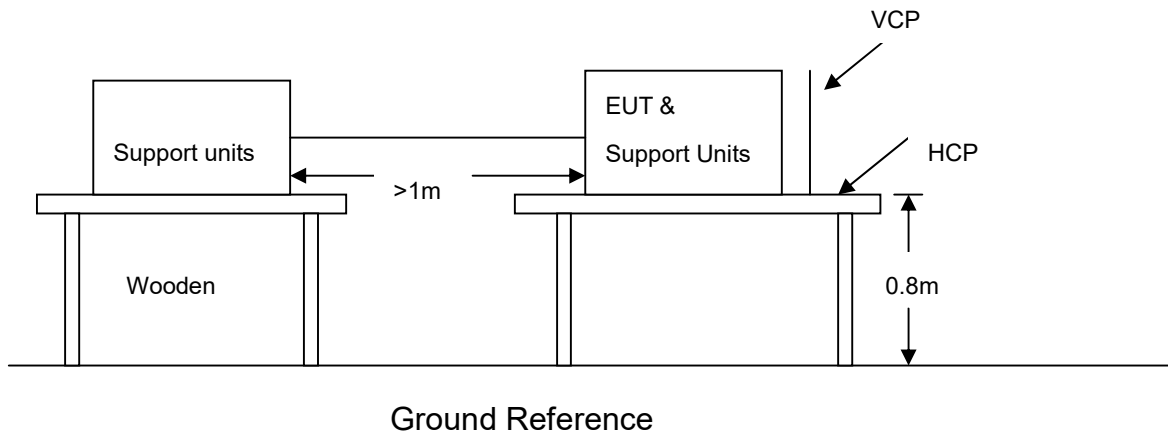 VCP
EUT &
Support Units
Support units
HCP
>1m
Wooden
0.8m
Ground Reference